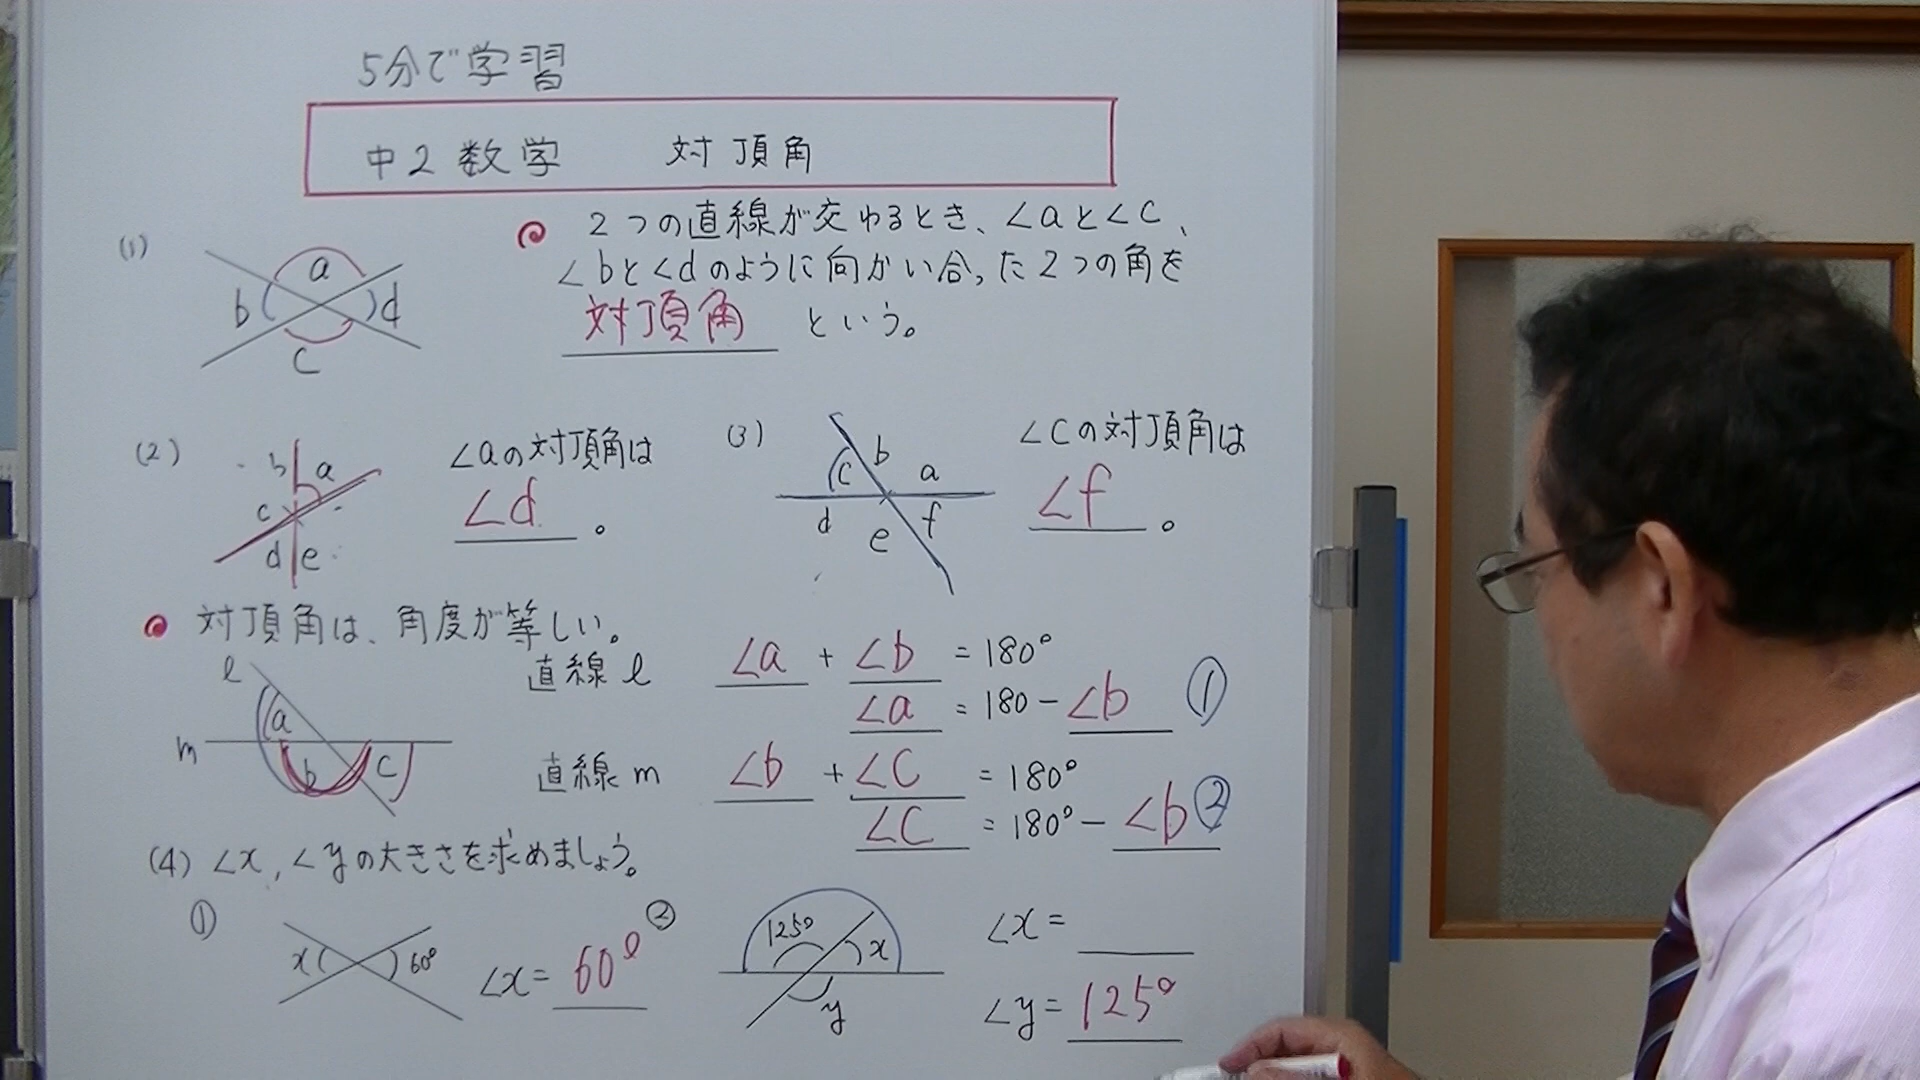 5分で学習
中2数学 対頂角
(1)
a
b
d
c
2つの直線が交わるとき、∠aと∠c、
∠bと∠dのように向かい合った2つの角を
対頂角 という。
(2)
b a
c
d e
∠aの対頂角は
∠d 。
(3)
b
c a
d f
e
∠cの対頂角は
∠f 。
対頂角は、角度が等しい。
ℓ
a
m
b c
直線 ℓ ∠a + ∠b = 180°
∠a = 180 - ∠b ①
直線 m ∠b + ∠c = 180°
∠c = 180° - ∠b ②
(4) ∠x, ∠yの大きさを求めましょう。
①
x 60°
∠x = 60°
②
125° x
y
∠x =
∠y = 125°